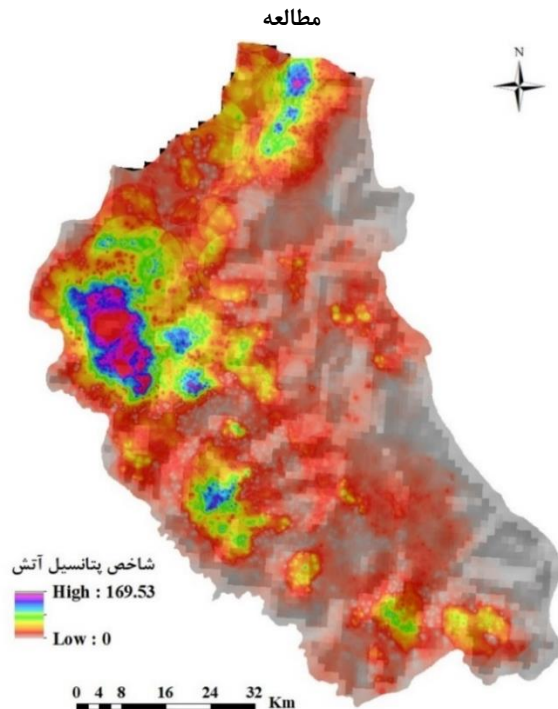 مطالعه
N
شاخص پتانسیل آتش
High : 169.53
Low : 0
0 4 8 16 24 32
Km